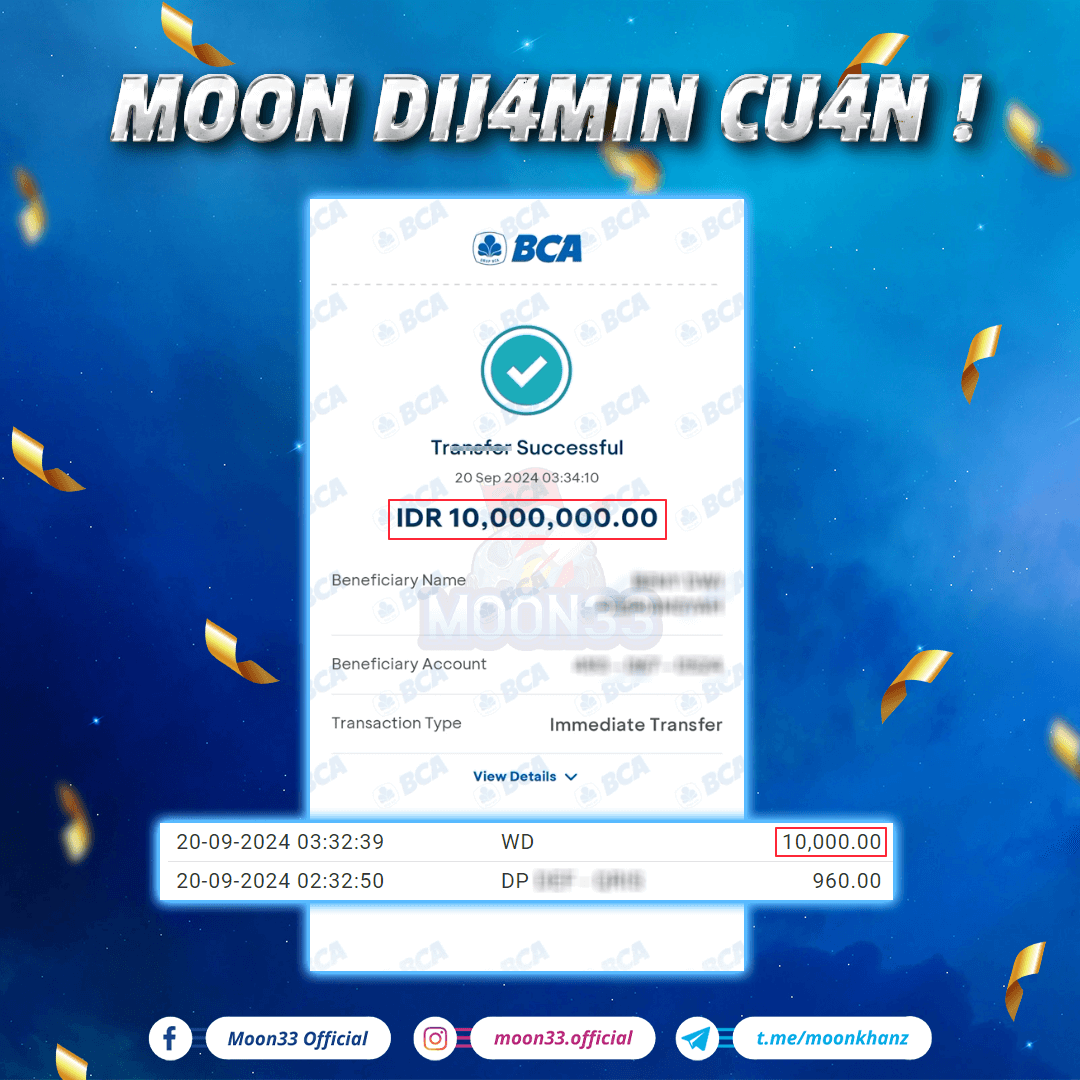 MOON DIJ4MIN CU4N !
BCA
Transfer Successful
20 Sep 2024 03:34:10
IDR 10,000,000.00
Beneficiary Name
MOON33
Beneficiary Account
Transaction Type Immediate Transfer
View Details
20-09-2024 03:32:39 WD 10,000.00
20-09-2024 02:32:50 DP 960.00
Moon33 Official moon33.official t.me/moonkhanz